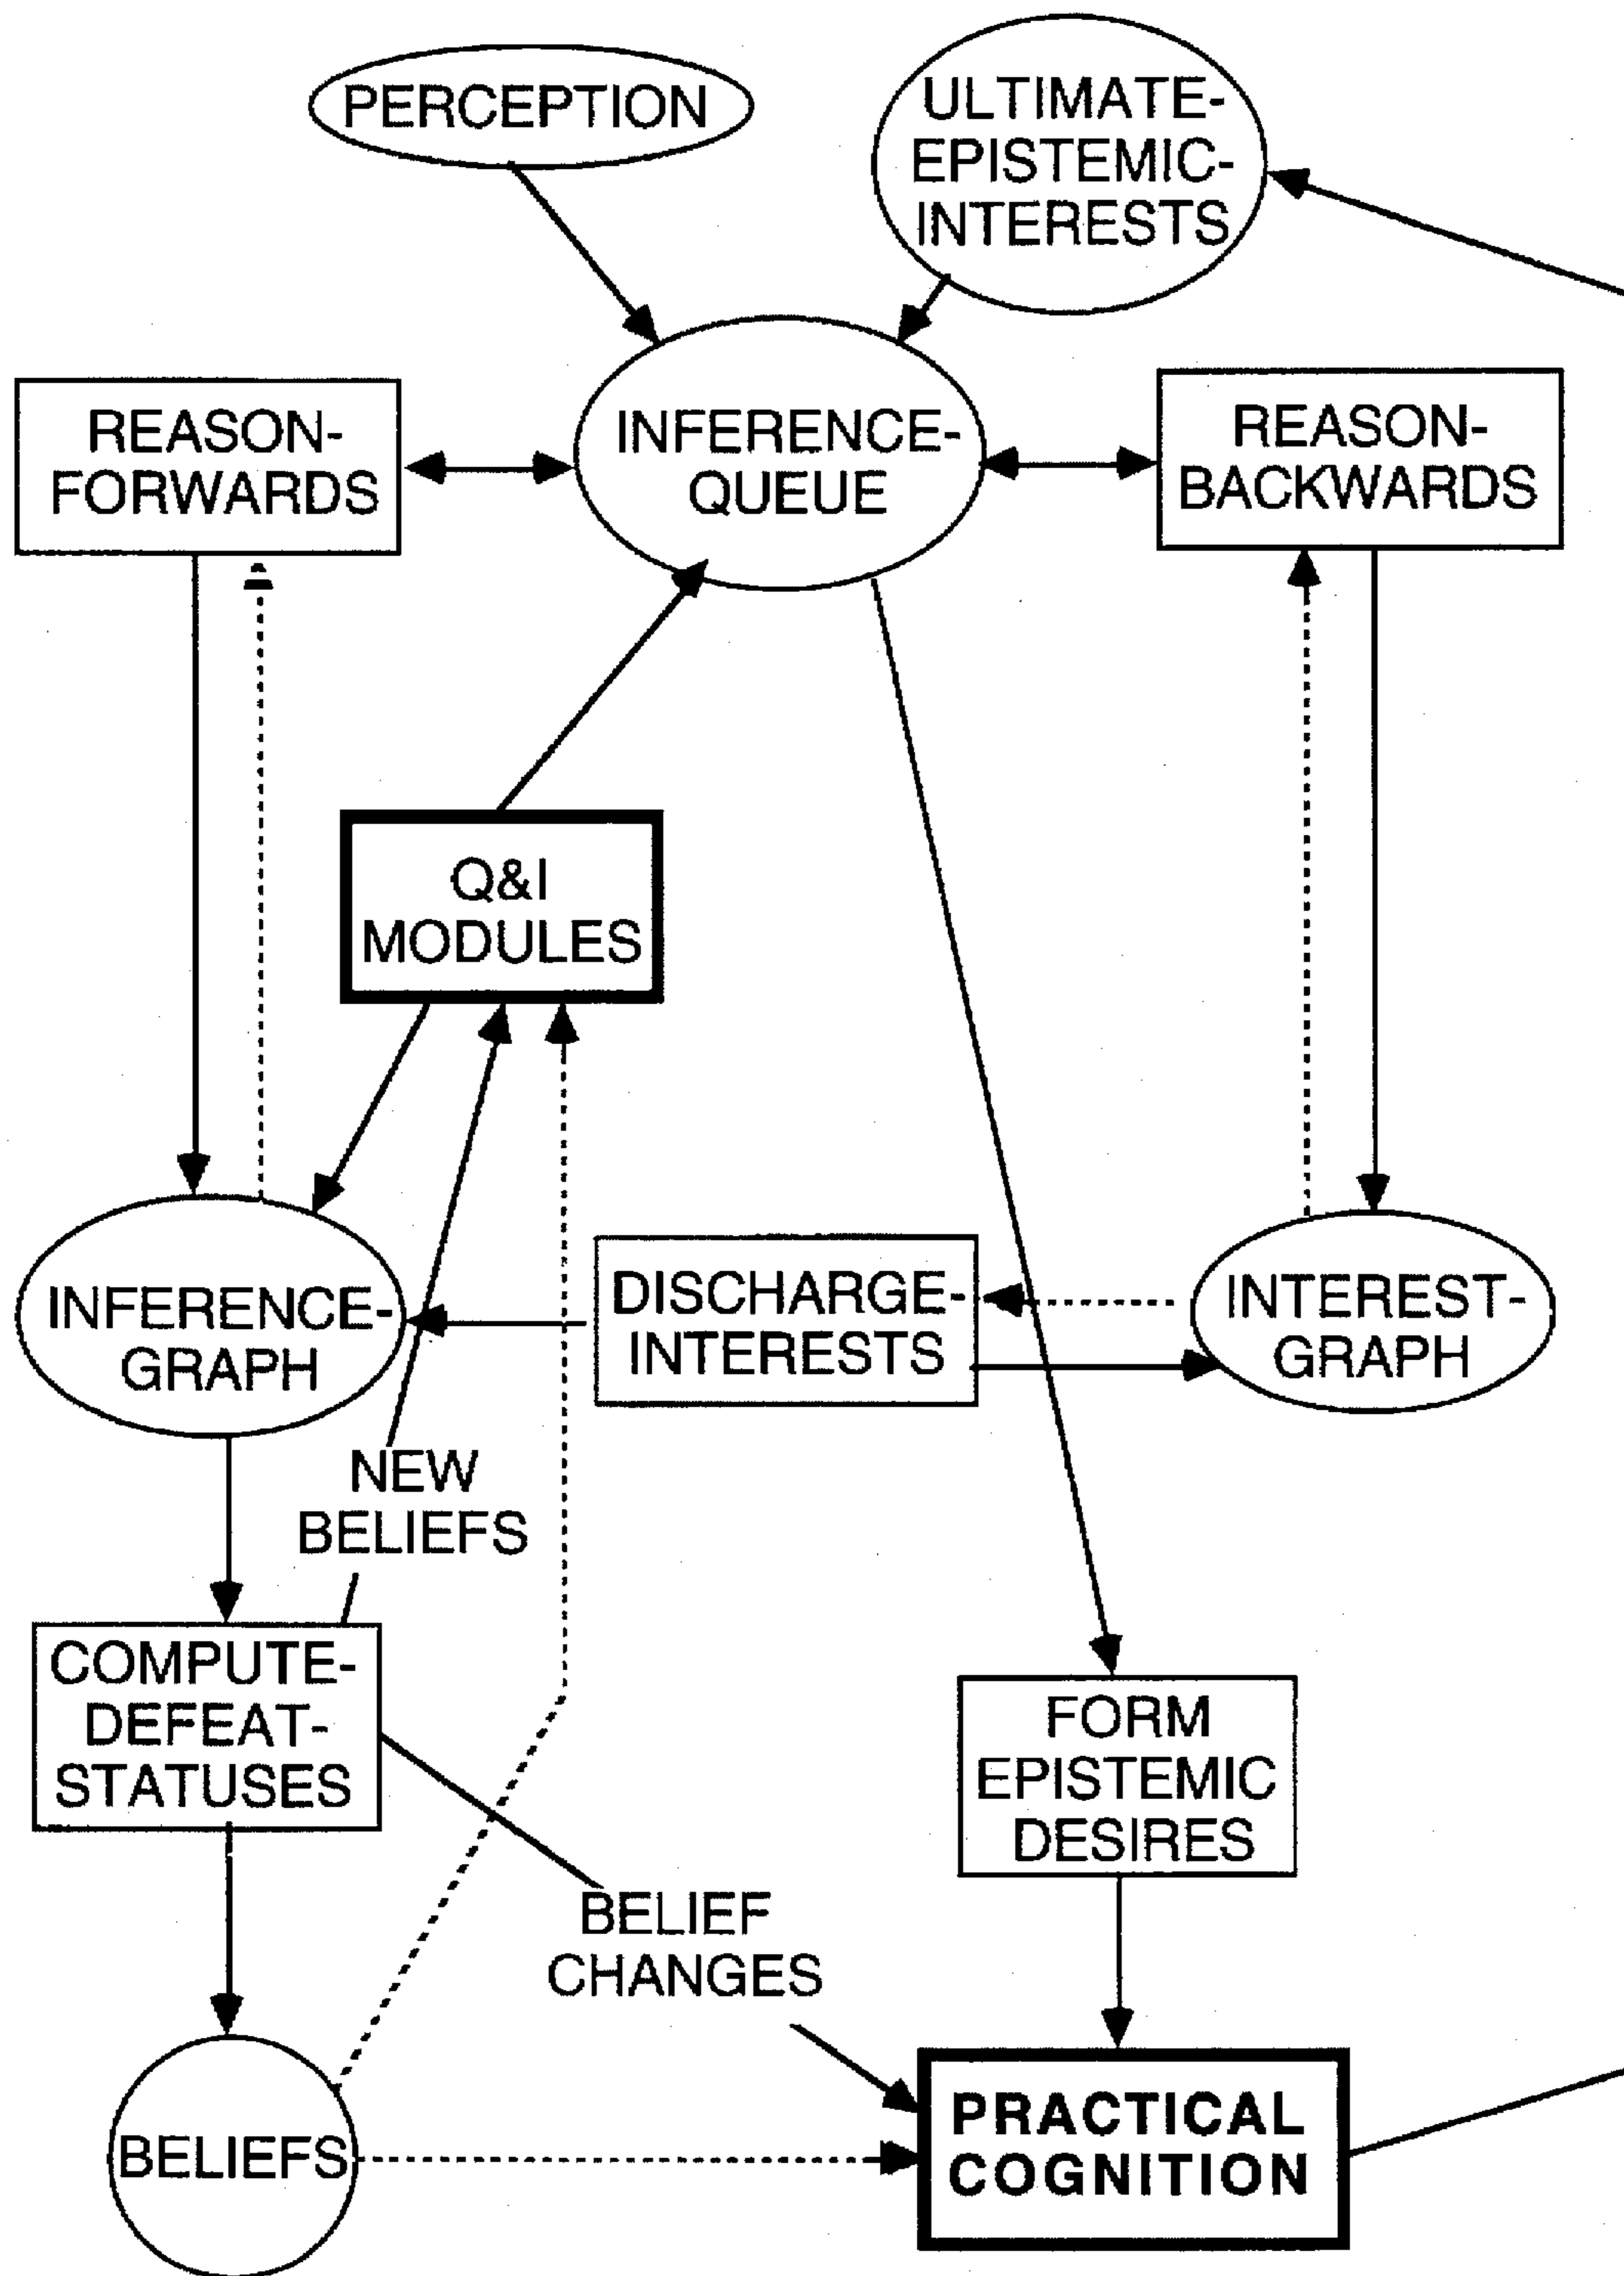 PERCEPTION
ULTIMATE-
EPISTEMIC-
INTERESTS
REASON-
FORWARDS
INFERENCE-
QUEUE
REASON-
BACKWARDS
Q&I
MODULES
INFERENCE-
GRAPH
DISCHARGE-
INTERESTS
INTEREST-
GRAPH
NEW
BELIEFS
COMPUTE-
DEFEAT-
STATUSES
FORM
EPISTEMIC
DESIRES
BELIEF
CHANGES
BELIEFS
PRACTICAL
COGNITION